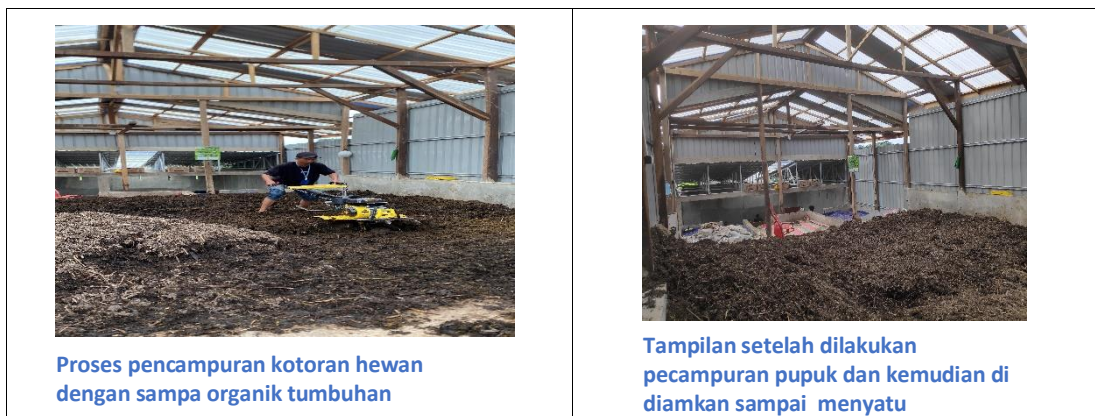 Proses pencampuran kotoran hewan
dengan sampa organik tumbuhan
Tampilan setelah dilakukan
pecampuran pupuk dan kemudian di
diamkan sampai  menyatu